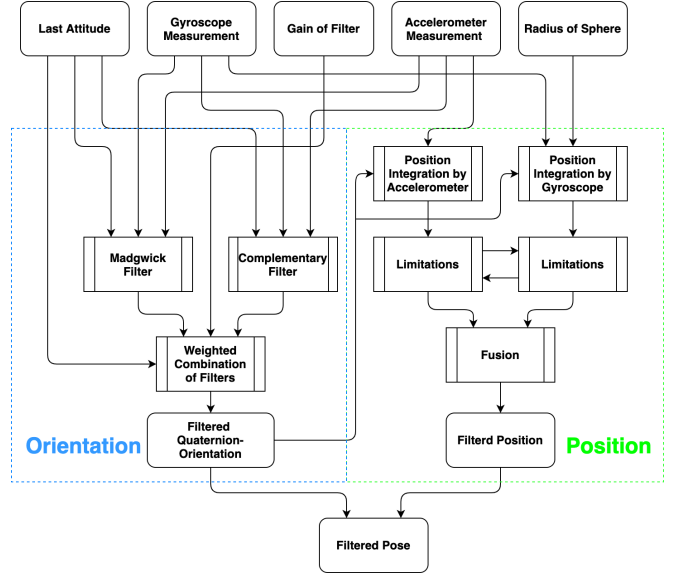 Last Attitude
Gyroscope
Measurement
Gain of Filter
Accelerometer
Measurement
Radius of Sphere
Position
Integration by
Accelerometer
Position
Integration by
Gyroscope
Madgwick
Filter
Complementary
Filter
Limitations
Limitations
Weighted
Combination
of Filters
Fusion
Orientation
Filtered
Quaternion-
Orientation
Filterd Position
Position
Filtered Pose